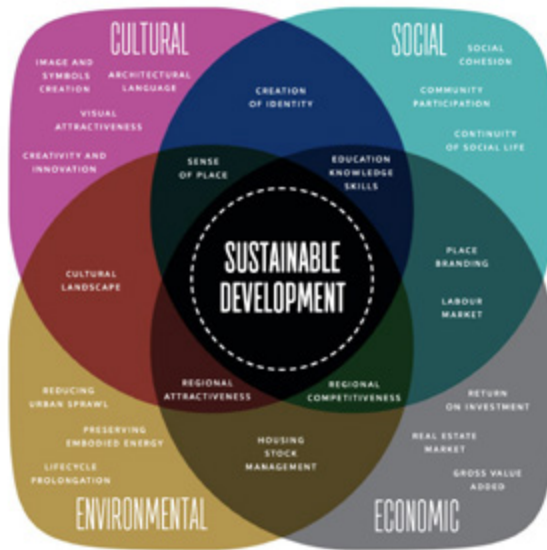 CULTURAL
IMAGE AND
SYMBOLS
CREATION
ARCHITECTURAL
LANGUAGE
VISUAL
ATTRACTIVENESS
CREATIVITY AND
INNOVATION
CREATION
OF IDENTITY
SOCIAL
SOCIAL
COHESION
COMMUNITY
PARTICIPATION
CONTINUITY
OF SOCIAL LIFE
SENSE
OF PLACE
EDUCATION
KNOWLEDGE
SKILLS
CULTURAL
LANDSCAPE
SUSTAINABLE
DEVELOPMENT
PLACE
BRANDING
LABOUR
MARKET
REGIONAL
ATTRACTIVENESS
REGIONAL
COMPETITIVENESS
REDUCING
URBAN SPRAWL
PRESERVING
EMBODIED ENERGY
LIFECYCLE
PROLONGATION
ENVIRONMENTAL
HOUSING
STOCK
MANAGEMENT
RETURN
ON INVESTMENT
REAL ESTATE
MARKET
GROSS VALUE
ADDED
ECONOMIC